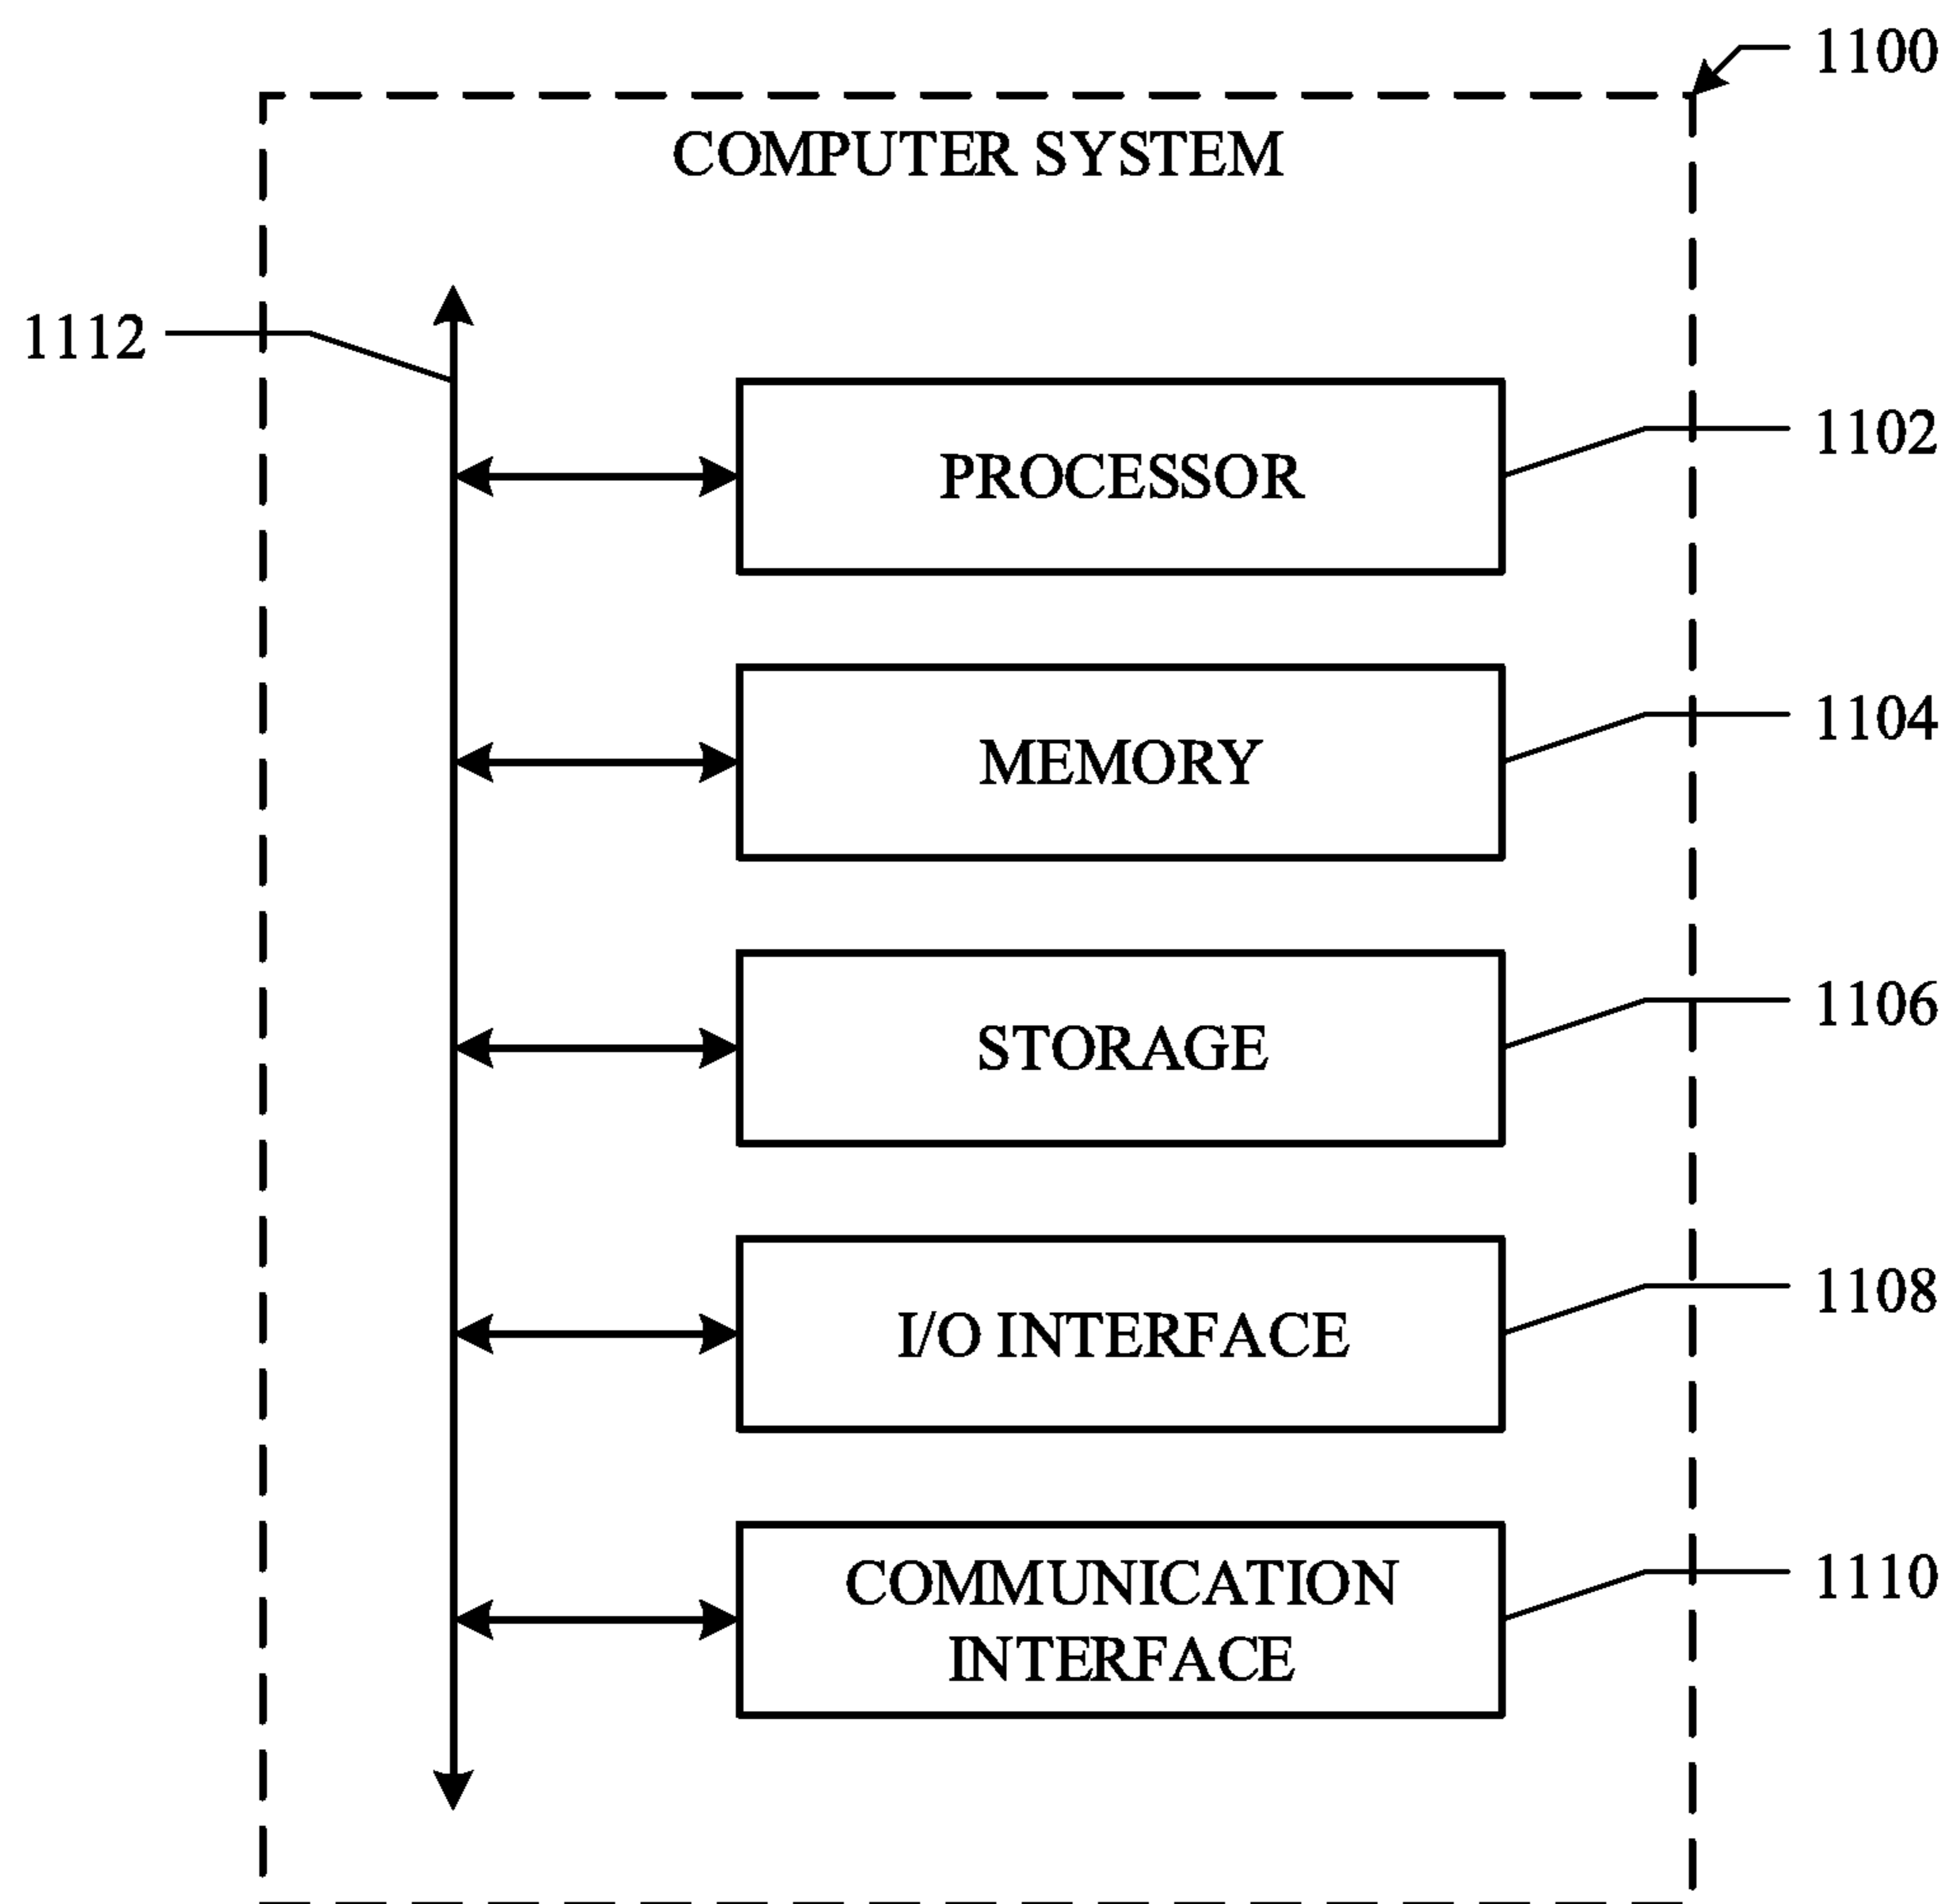 1100
COMPUTER SYSTEM
1112
PROCESSOR
1102
MEMORY
1104
STORAGE
1106
I/O INTERFACE
1108
COMMUNICATION
INTERFACE
1110